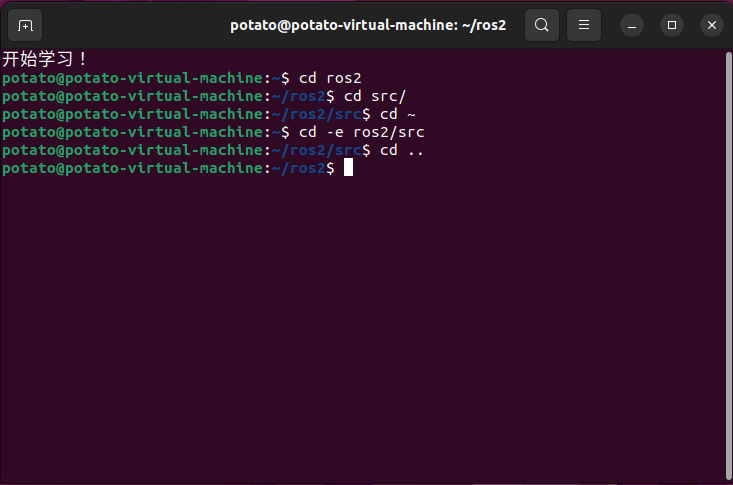 potato@potato-virtual-machine: ~/ros2
开始学习！
potato@potato-virtual-machine:~$ cd ros2
potato@potato-virtual-machine:~/ros2$ cd src/
potato@potato-virtual-machine:~/ros2/src$ cd ~
potato@potato-virtual-machine:~$ cd -e ros2/src
potato@potato-virtual-machine:~/ros2/src$ cd ..
potato@potato-virtual-machine:~/ros2$